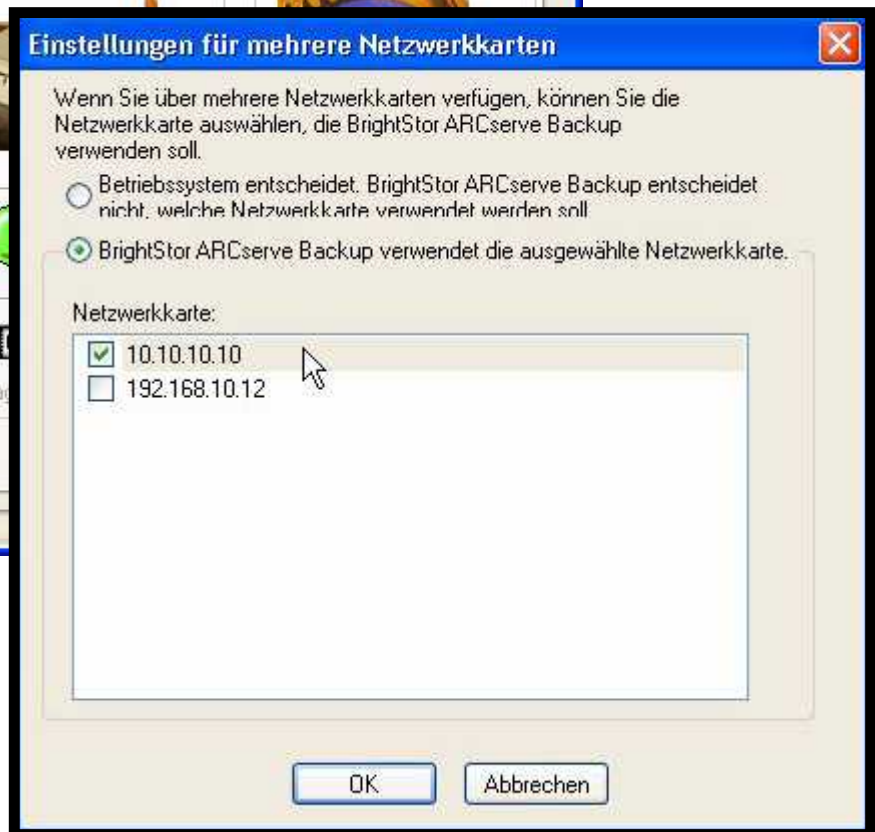 Einstellungen für mehrere Netzwerkkarten
Wenn Sie über mehrere Netzwerkkarten verfügen, können Sie die
Netzwerkkarte auswählen, die BrightStor ARCserve Backup
verwenden soll.
Betriebssystem entscheidet. BrightStor ARCserve Backup entscheidet
nicht, welche Netzwerkkarte verwendet werden soll
BrightStor ARCserve Backup verwendet die ausgewählte Netzwerkkarte.
Netzwerkkarte:
10.10.10.10
192.168.10.12
OK
Abbrechen